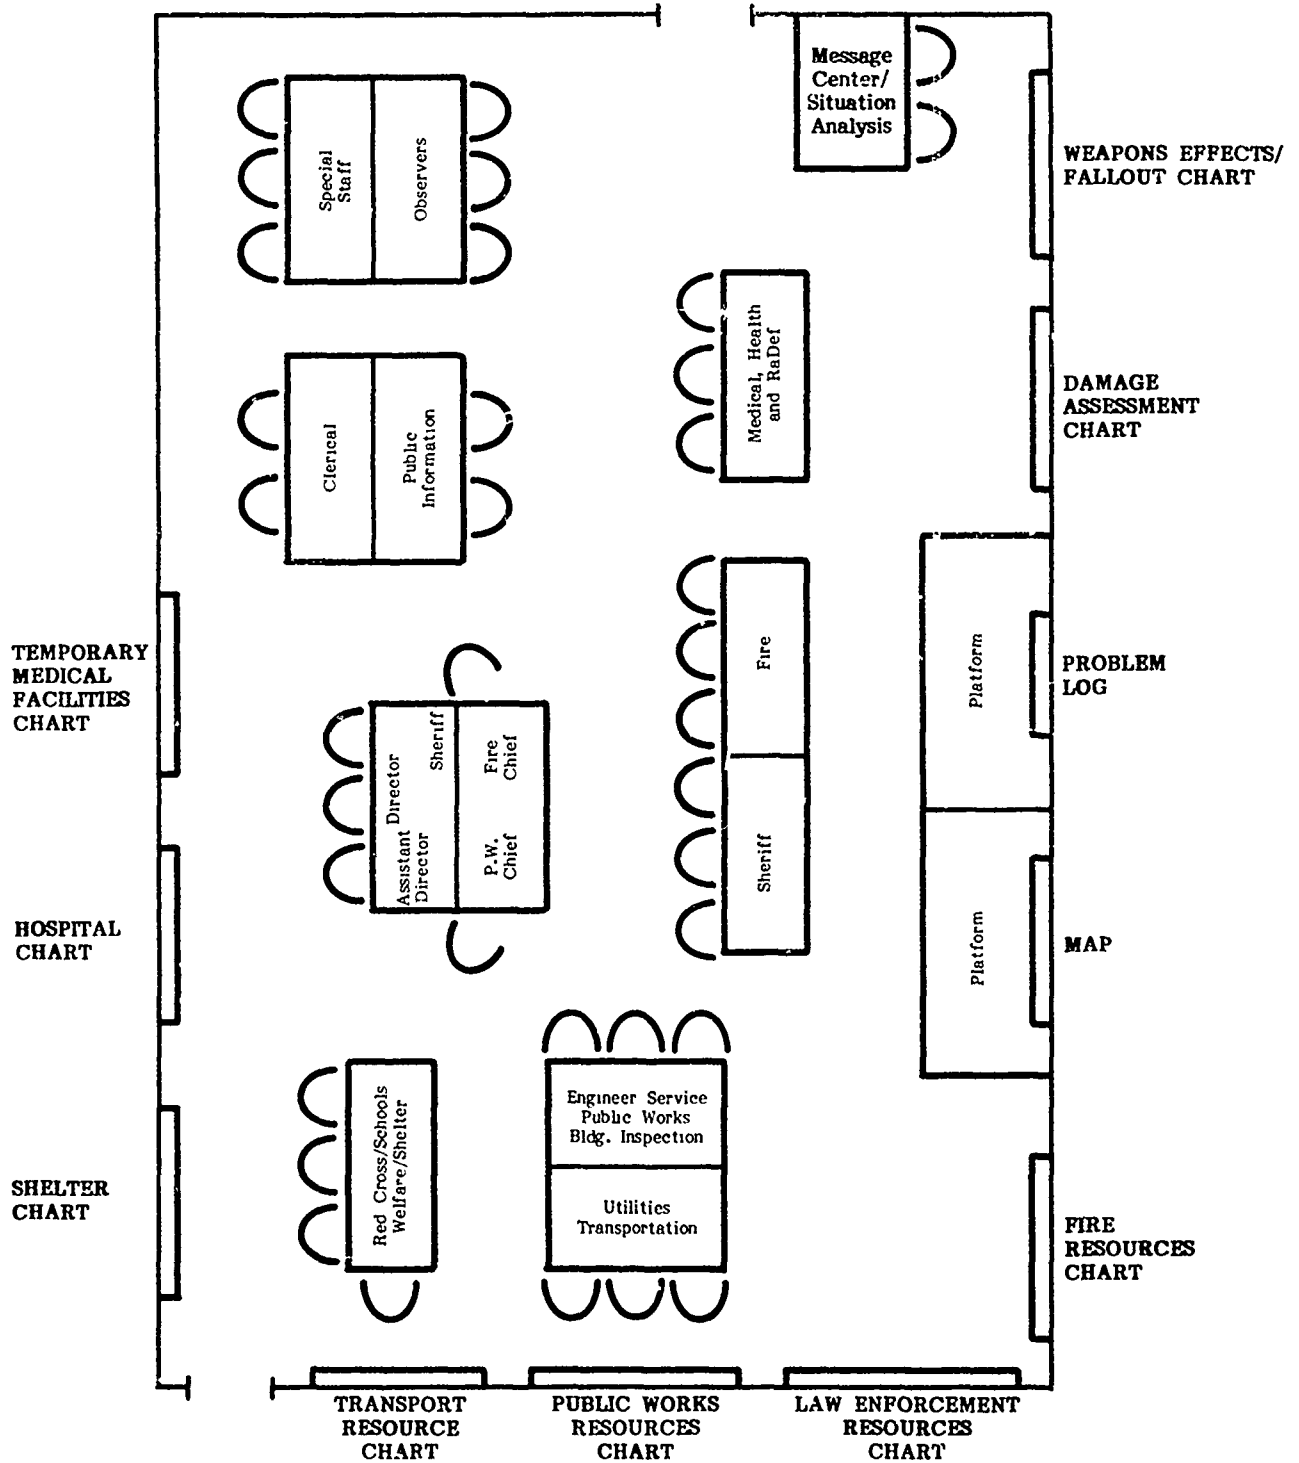 Message
Center/
Situation
Analysis
WEAPONS EFFECTS/
FALLOUT CHART
Special
Staff
Observers
Medical, Health
and RaDef
DAMAGE
ASSESSMENT
CHART
Clerical
Public
Information
TEMPORARY
MEDICAL
FACILITIES
CHART
Fire
Platform
PROBLEM
LOG
Sheriff
Director
Assistant
Director
Fire
Chief
P.W.
Chief
Sheriff
Platform
MAP
HOSPITAL
CHART
Red Cross/Schools
Welfare/Shelter
Engineer Service
Public Works
Bldg. Inspection
Utilities
Transportation
SHELTER
CHART
FIRE
RESOURCES
CHART
TRANSPORT
RESOURCE
CHART
PUBLIC WORKS
RESOURCES
CHART
LAW ENFORCEMENT
RESOURCES
CHART